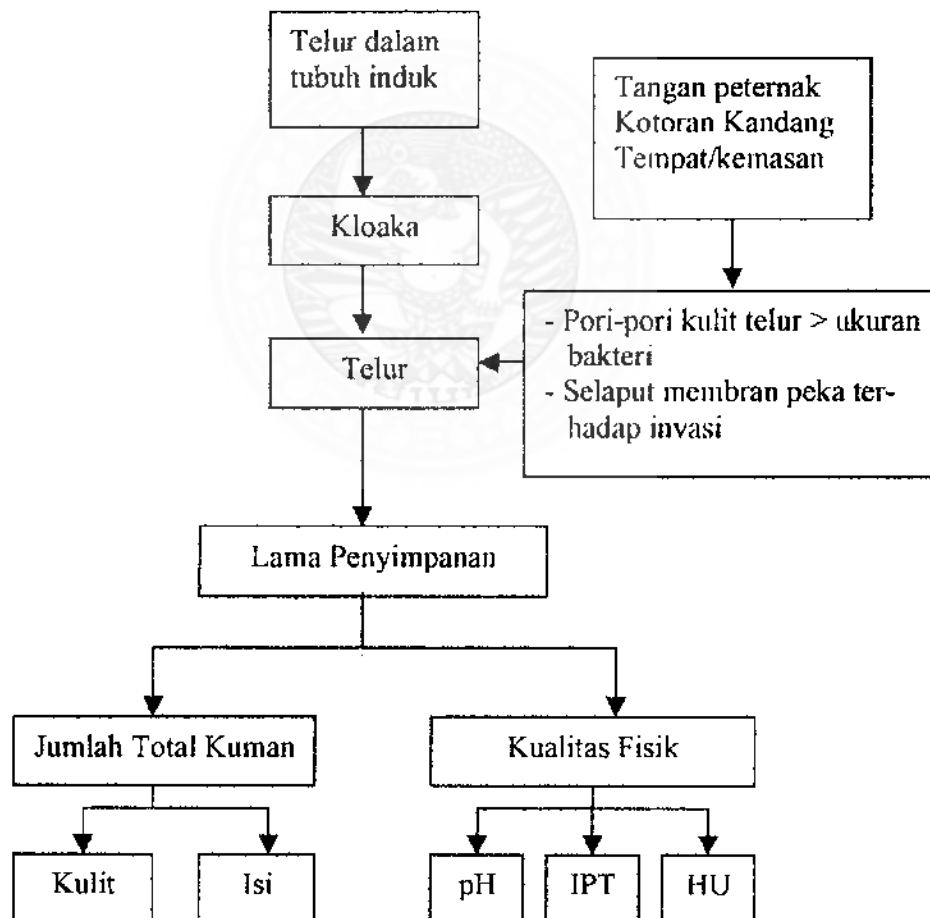 Telur dalam
tubuh induk
Tangan peternak
Kotoran Kandang
Tempat/kemasan
Kloaka
- Pori-pori kulit telur > ukuran
bakteri
- Selaput membran peka ter-
hadap invasi
Telur
Lama Penyimpanan
Jumlah Total Kuman
Kualitas Fisik
Kulit
Isi
pH
IPT
HU